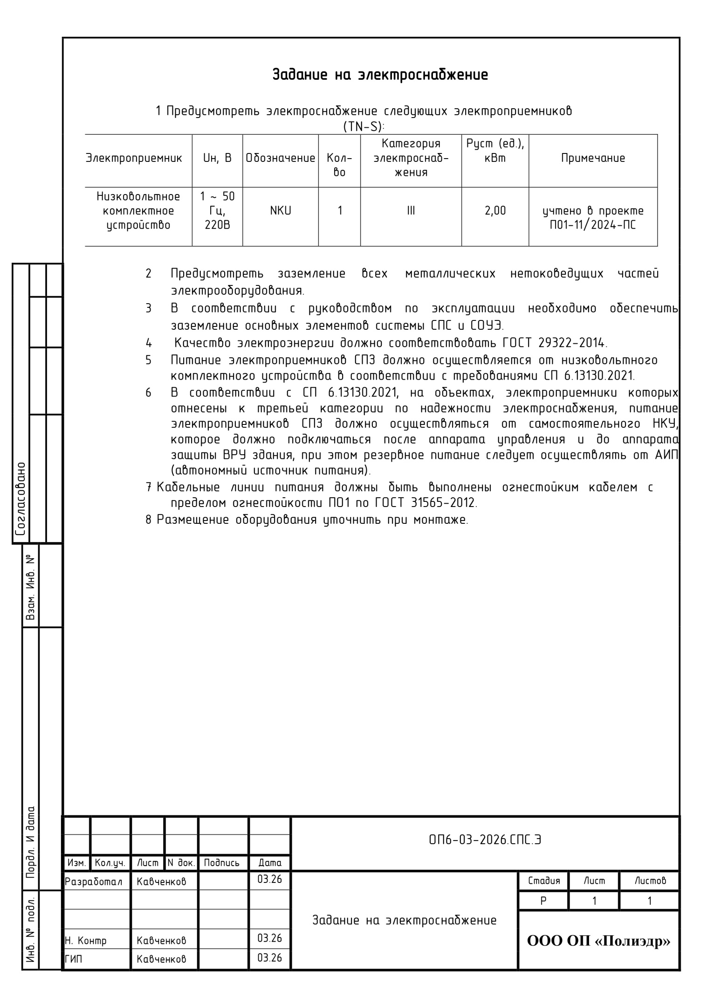 Задание на электроснабжение
1 Предусмотреть электроснабжение следующих электроприемников
(TN-S):
Электроприемник
Uн, В
Обозначение
Кол-
во
Категория
электроснаб-
жения
Руст (ед.),
кВт
Примечание
Низковольтное
комплектное
устройство
1 ~ 50
Гц,
220В
NKU
1
III
2,00
учтено в проекте
П01-11/2024-ПС
2 Предусмотреть заземление всех металлических нетоковедущих частей
электрооборудования.
3 В соответствии с руководством по эксплуатации необходимо обеспечить
заземление основных элементов системы СПС и СОУЭ.
4 Качество электроэнергии должно соответствовать ГОСТ 29322-2014.
5 Питание электроприемников СПЗ должно осуществляется от низковольтного
комплектного устройства в соответствии с требованиями СП 6.13130.2021.
6 В соответствии с СП 6.13130.2021, на объектах, электроприемники которых
отнесены к третьей категории по надежности электроснабжения, питание
электроприемников СПЗ должно осуществляться от самостоятельного НКУ,
которое должно подключаться после аппарата управления и до аппарата
защиты ВРУ здания, при этом резервное питание следует осуществлять от АИП
(автономный источник питания).
7 Кабельные линии питания должны быть выполнены огнестойким кабелем с
пределом огнестойкости ПО1 по ГОСТ 31565-2012.
8 Размещение оборудования уточнить при монтаже.
Согласовано
Взам. Инв. №
Пордл. И дата
Инв. № подл.
ОП6-03-2026.СПС.Э
Изм. Кол.уч. Лист N док. Подпись Дата
Разработал Кавченков 03.26
Стадия Лист Листов
Р 1 1
Задание на электроснабжение
Н. Контр Кавченков 03.26
ООО ОП «Полиэдр»
ГИП Кавченков 03.26